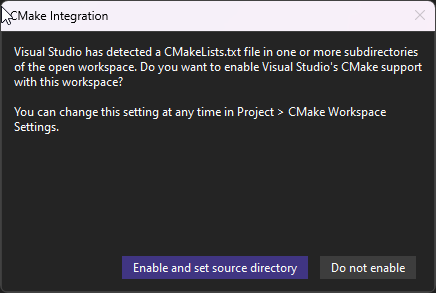 CMake Integration
Visual Studio has detected a CMakeLists.txt file in one or more subdirectories
of the open workspace. Do you want to enable Visual Studio's CMake support
with this workspace?
You can change this setting at any time in Project > CMake Workspace
Settings.
Enable and set source directory
Do not enable